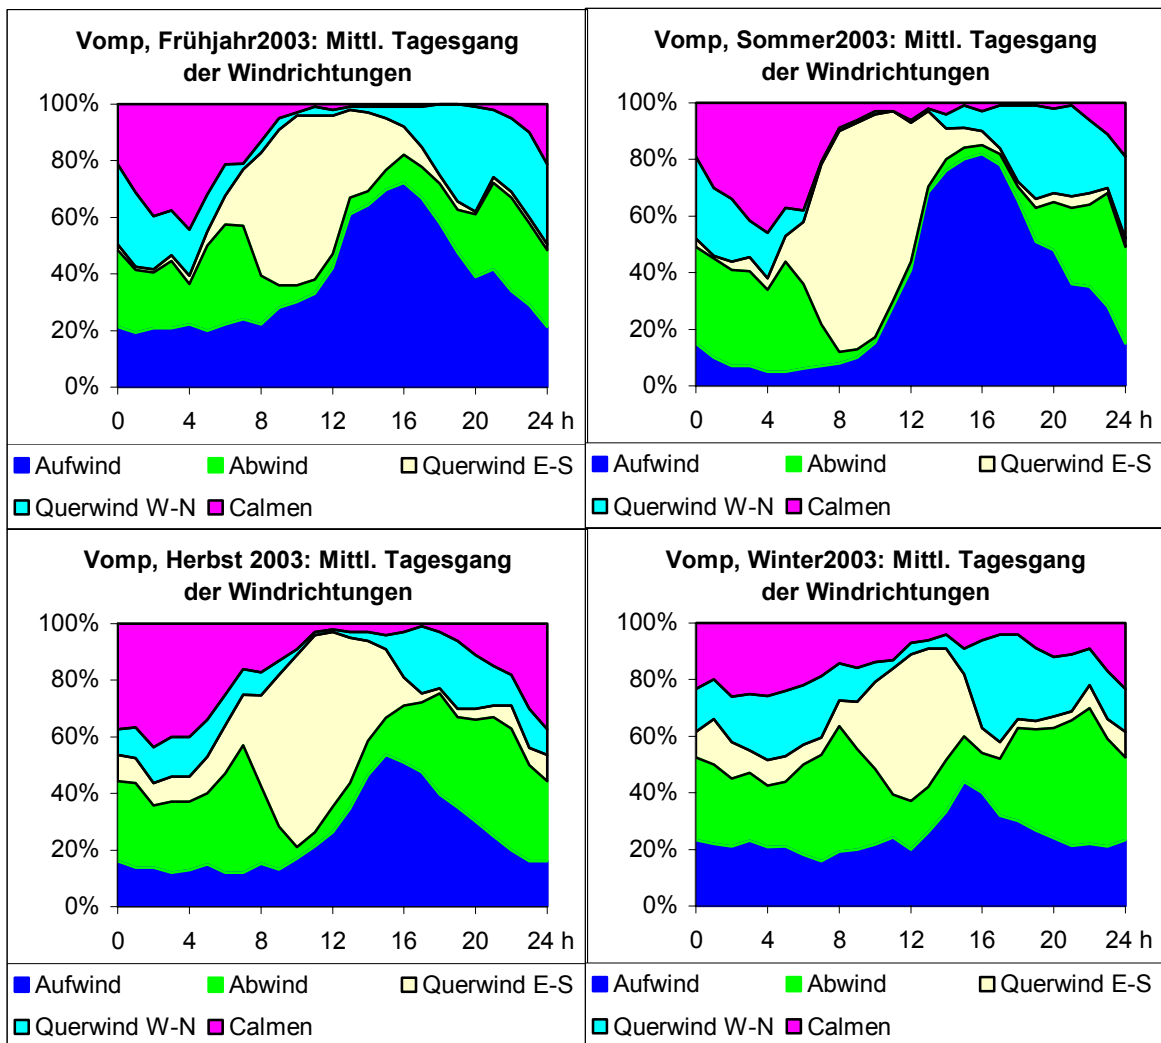 Vomp, Frühjahr2003: Mittl. Tagesgang
der Windrichtungen
100%
80%
60%
40%
20%
0%
0 4 8 12 16 20 24 h
Aufwind Abwind Querwind E-S
Querwind W-N Calmen
Vomp, Sommer2003: Mittl. Tagesgang
der Windrichtungen
100%
80%
60%
40%
20%
0%
0 4 8 12 16 20 24 h
Aufwind Abwind Querwind E-S
Querwind W-N Calmen
Vomp, Herbst 2003: Mittl. Tagesgang
der Windrichtungen
100%
80%
60%
40%
20%
0%
0 4 8 12 16 20 24 h
Aufwind Abwind Querwind E-S
Querwind W-N Calmen
Vomp, Winter2003: Mittl. Tagesgang
der Windrichtungen
100%
80%
60%
40%
20%
0%
0 4 8 12 16 20 24 h
Aufwind Abwind Querwind E-S
Querwind W-N Calmen